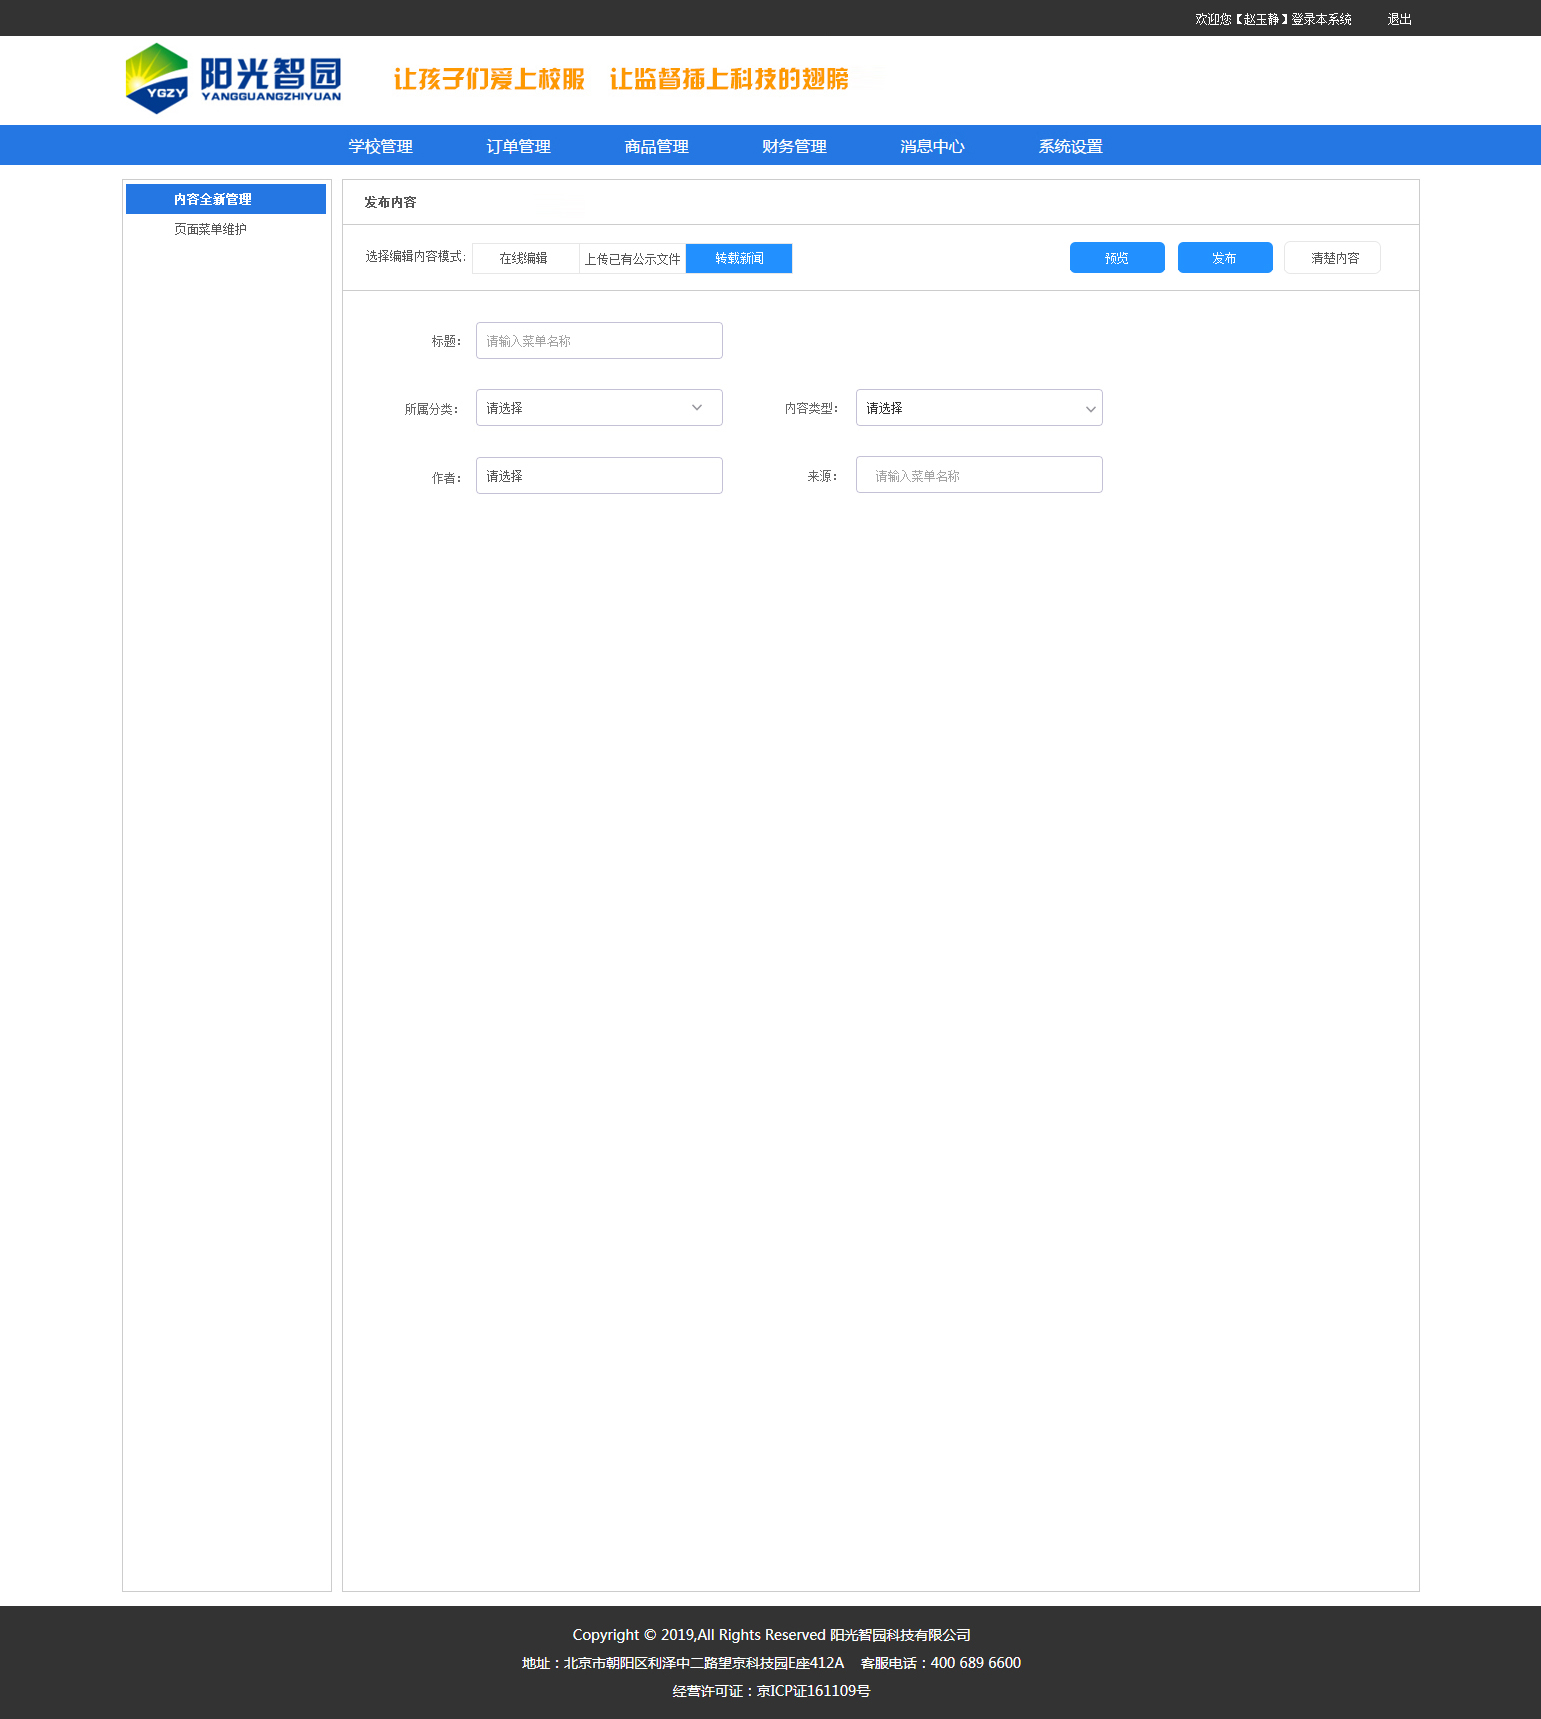 欢迎您【赵玉静】登录本系统 退出
YGZY
阳光智园
YANGGUANGZHIYUAN
让孩子们爱上校服 让监督插上科技的翅膀
学校管理 订单管理 商品管理 财务管理 消息中心 系统设置
内容全新管理
页面菜单维护
发布内容
选择编辑内容模式: 在线编辑 上传已有公示文件 转载新闻 预览 发布 清楚内容
标题： 请输入菜单名称
所属分类： 请选择 内容类型： 请选择
作者： 请选择 来源： 请输入菜单名称
Copyright © 2019,All Rights Reserved 阳光智园科技有限公司
地址：北京市朝阳区利泽中二路望京科技园E座412A 客服电话：400 689 6600
经营许可证：京ICP证161109号